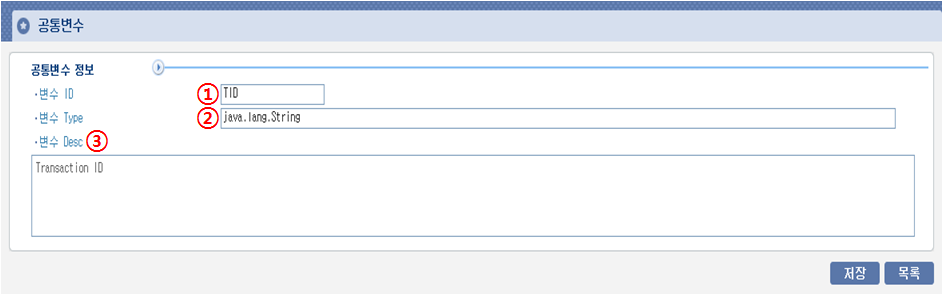 공통변수
공통변수 정보
·변수 ID ① TID
·변수 Type ② java.lang.String
·변수 Desc ③
Transaction ID
저장 목록